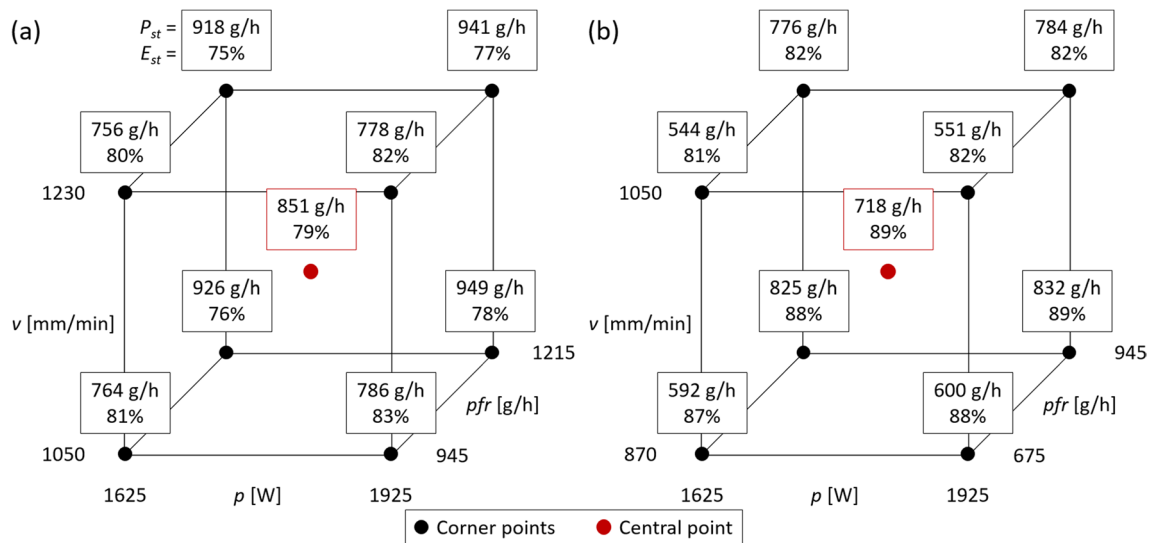 (a)
P_st =
E_st =
918 g/h
75%
941 g/h
77%
756 g/h
80%
778 g/h
82%
1230
851 g/h
79%
926 g/h
76%
949 g/h
78%
v [mm/min]
1215
764 g/h
81%
786 g/h
83%
pfr [g/h]
1050
945
1625
p [W]
1925
(b)
776 g/h
82%
784 g/h
82%
544 g/h
81%
551 g/h
82%
1050
718 g/h
89%
825 g/h
88%
832 g/h
89%
v [mm/min]
945
592 g/h
87%
600 g/h
88%
pfr [g/h]
870
675
1625
p [W]
1925
Corner points
Central point